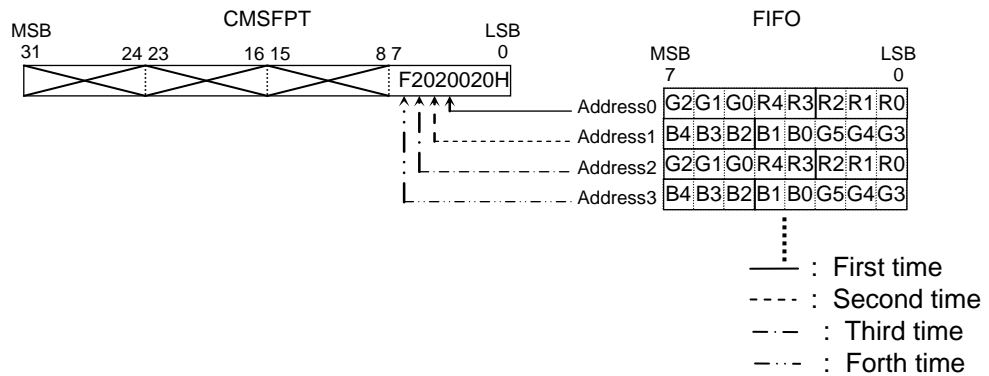 CMSFPT
MSB LSB
31 24 23 16 15 8 7 0
F2020020H
FIFO
MSB LSB
7 0
Address0 G2 G1 G0 R4 R3 R2 R1 R0
Address1 B4 B3 B2 B1 B0 G5 G4 G3
Address2 G2 G1 G0 R4 R3 R2 R1 R0
Address3 B4 B3 B2 B1 B0 G5 G4 G3
: First time
: Second time
: Third time
: Forth time